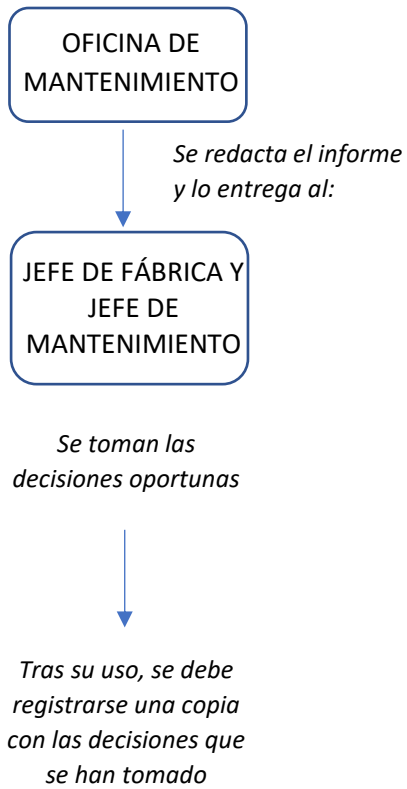 OFICINA DE
MANTENIMIENTO
Se redacta el informe
y lo entrega al:
JEFE DE FÁBRICA Y
JEFE DE
MANTENIMIENTO
Se toman las
decisiones oportunas
Tras su uso, se debe
registrarse una copia
con las decisiones que
se han tomado